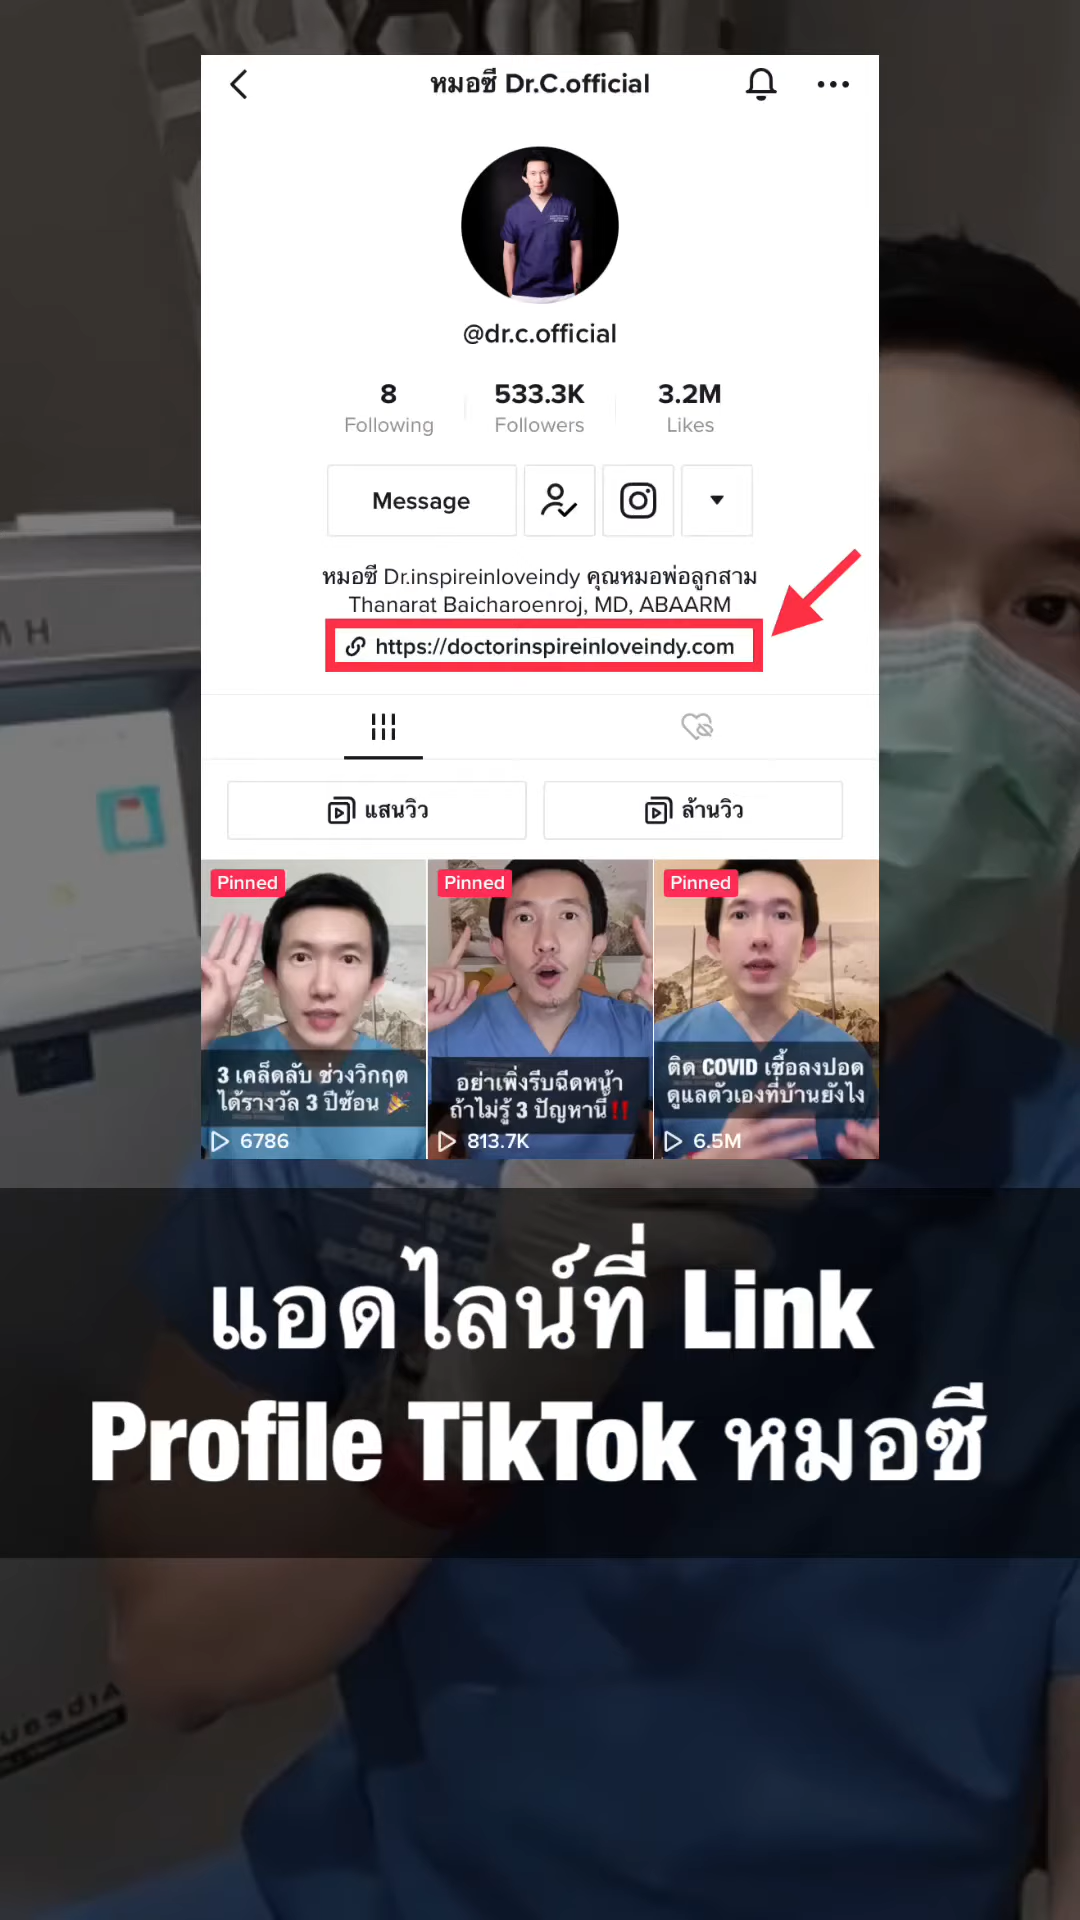 หมอซี Dr.C.official
@dr.c.official
8 533.3K 3.2M
Following Followers Likes
Message
หมอซี Dr.inspireinloveindy คุณหมอพ่อลูกสาม
Thanarat Baicharoenroj, MD, ABAARM
https://doctorinspireinloveindy.com
แสนวิว ล้านวิว
Pinned
3 เคล็ดลับ ช่วงวิกฤต
ได้รางวัล 3 ปีซ้อน 🎉
6786
Pinned
อย่าเพิ่งรีบฉีดหน้า
ถ้าไม่รู้ 3 ปัญหานี้‼️
813.7K
Pinned
ติด COVID เชื้อลงปอด
ดูแลตัวเองที่บ้านยังไง
6.5M
แอดไลน์ที่ Link
Profile TikTok หมอซี